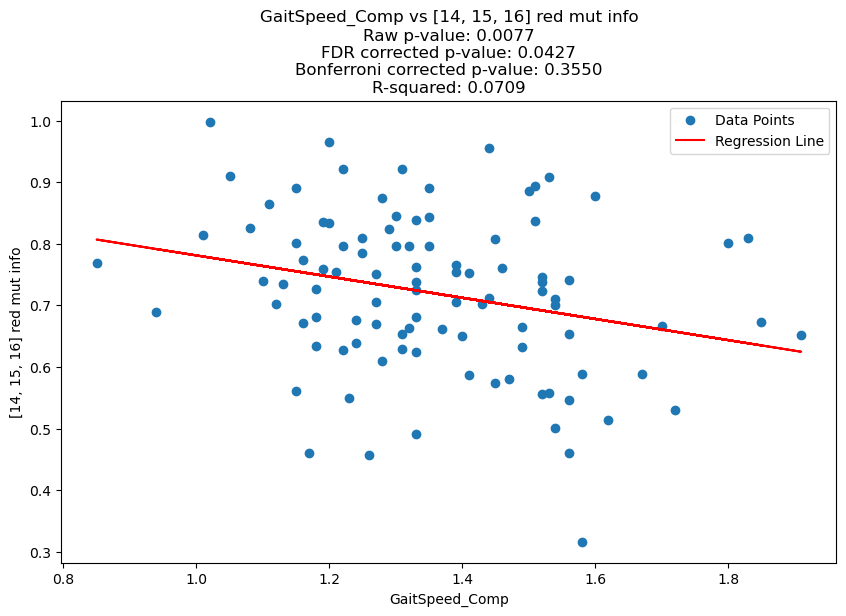 GaitSpeed_Comp vs [14, 15, 16] red mut info
Raw p-value: 0.0077
FDR corrected p-value: 0.0427
Bonferroni corrected p-value: 0.3550
R-squared: 0.0709
Data Points
Regression Line
[14, 15, 16] red mut info
1.0
0.9
0.8
0.7
0.6
0.5
0.4
0.3
0.8 1.0 1.2 1.4 1.6 1.8
GaitSpeed_Comp